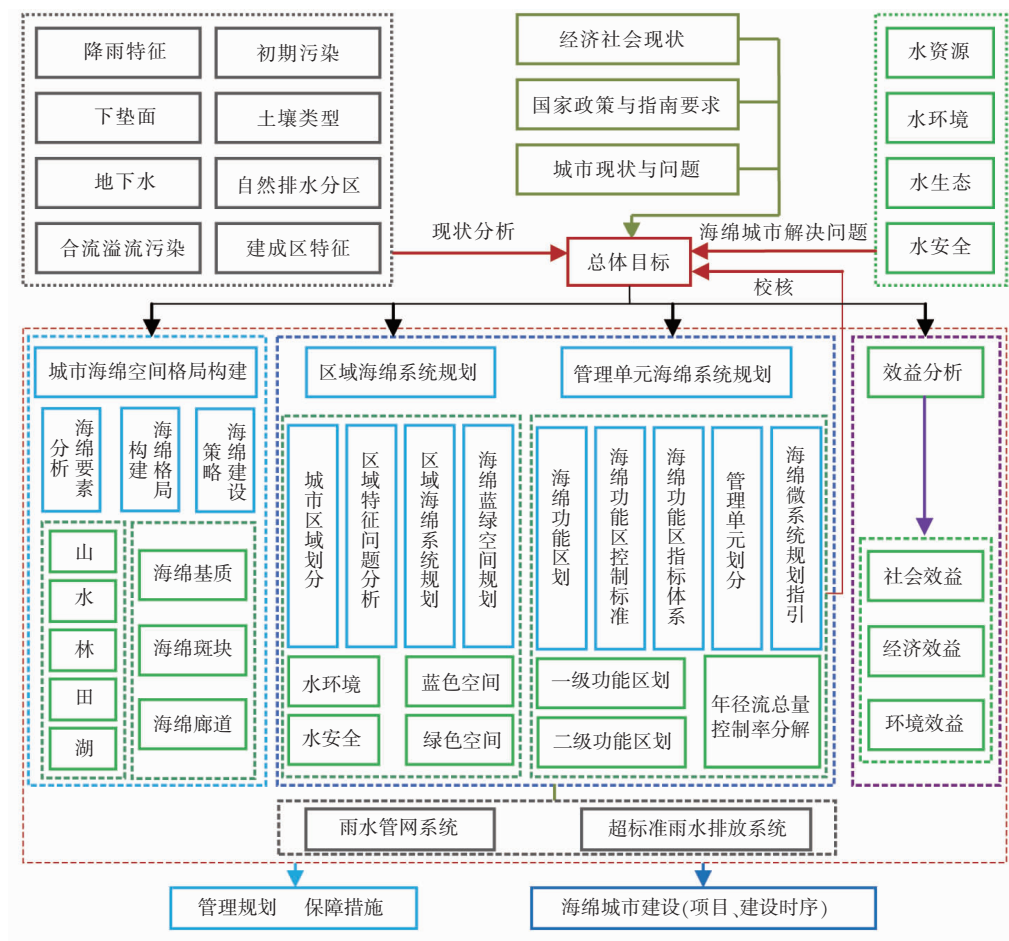 降雨特征
初期污染
下垫面
土壤类型
地下水
自然排水分区
合流溢流污染
建成区特征
经济社会现状
国家政策与指南要求
城市现状与问题
水资源
水环境
水生态
水安全
现状分析
总体目标
海绵城市解决问题
校核
城市海绵空间格局构建
海绵要素
分析
海绵格局
构建
海绵建设
策略
山
水
林
田
湖
海绵基质
海绵斑块
海绵廊道
区域海绵系统规划
管理单元海绵系统规划
城市区域划分
区域特征问题分析
区域海绵系统规划
海绵蓝绿空间规划
水环境
蓝色空间
水安全
绿色空间
海绵功能区划
海绵功能区控制标准
海绵功能区指标体系
管理单元划分
海绵微系统规划指引
一级功能区划
二级功能区划
年径流总量
控制率分解
效益分析
社会效益
经济效益
环境效益
雨水管网系统
超标准雨水排放系统
管理规划 保障措施
海绵城市建设(项目、建设时序)